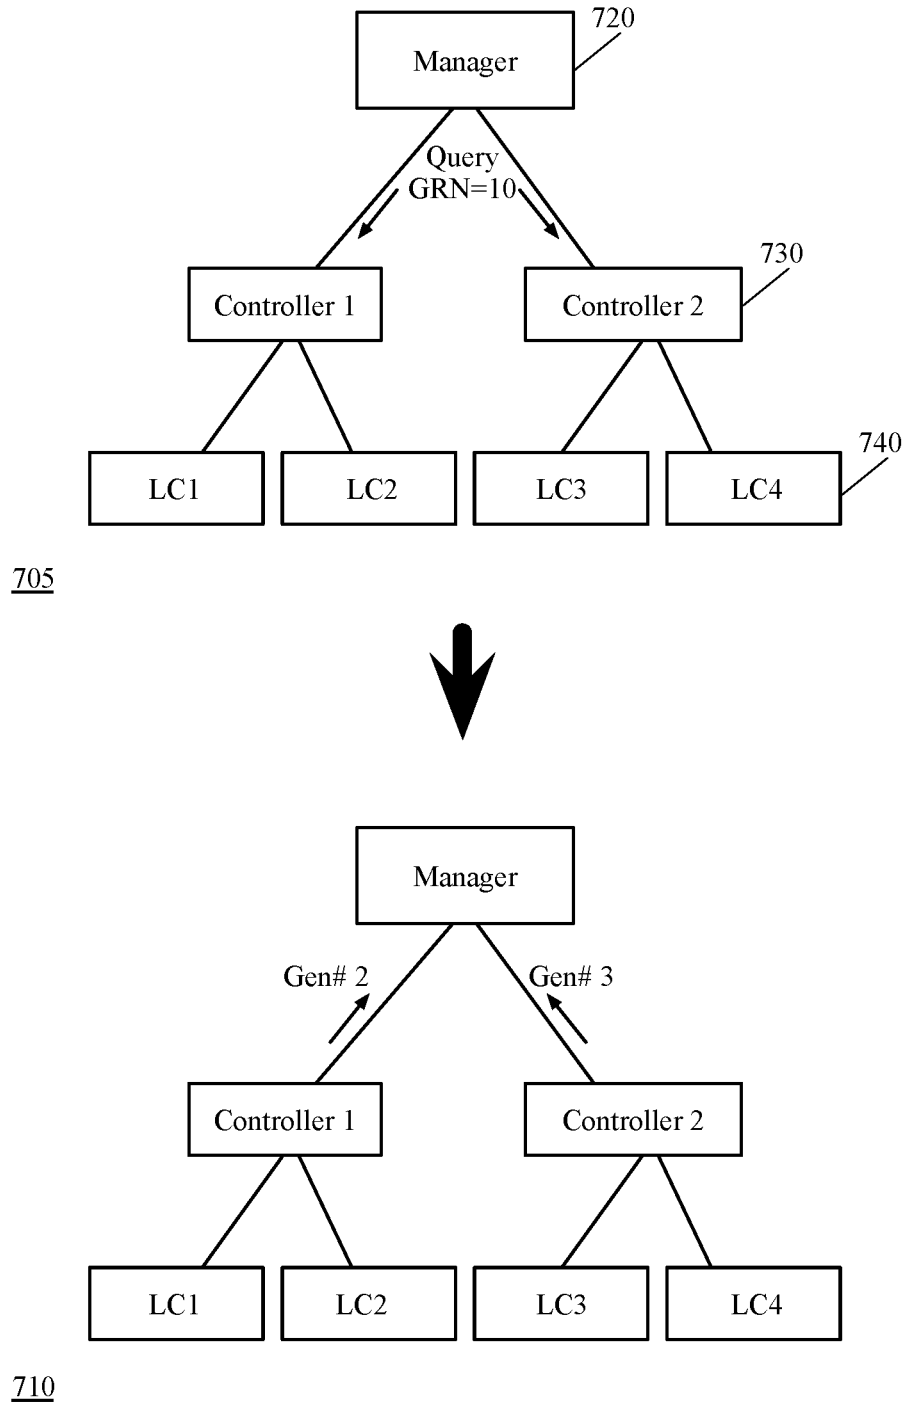 720
Manager
Query
GRN=10
730
Controller 1
Controller 2
740
LC1
LC2
LC3
LC4
705
Manager
Gen# 2
Gen# 3
Controller 1
Controller 2
LC1
LC2
LC3
LC4
710